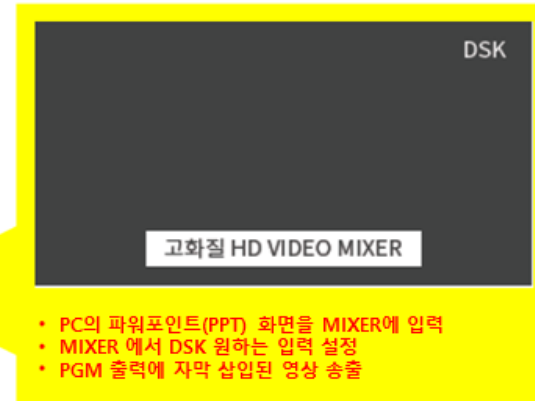 DSK
고화질 HD VIDEO MIXER
• PC의 파워포인트(PPT) 화면을 MIXER에 입력
• MIXER 에서 DSK 원하는 입력 설정
• PGM 출력에 자막 삽입된 영상 송출